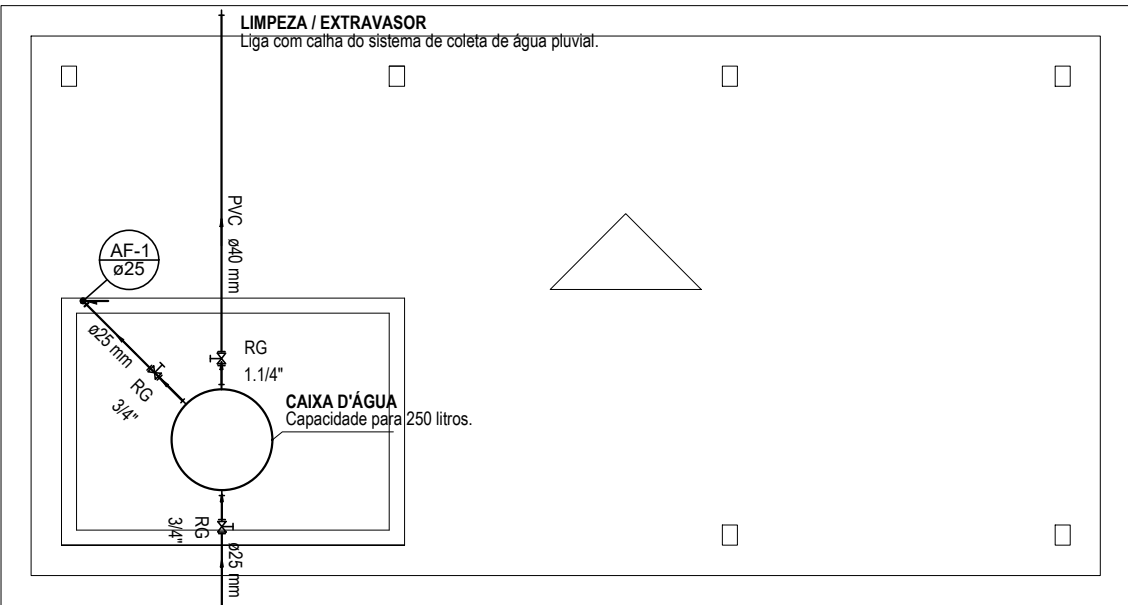 LIMPEZA / EXTRAVASOR
Liga com calha do sistema de coleta de água pluvial.
PVC ø40 mm
AF-1
ø25
ø25 mm
RG
3/4"
RG
1.1/4"
CAIXA D'ÁGUA
Capacidade para 250 litros.
RG
3/4"
ø25 mm